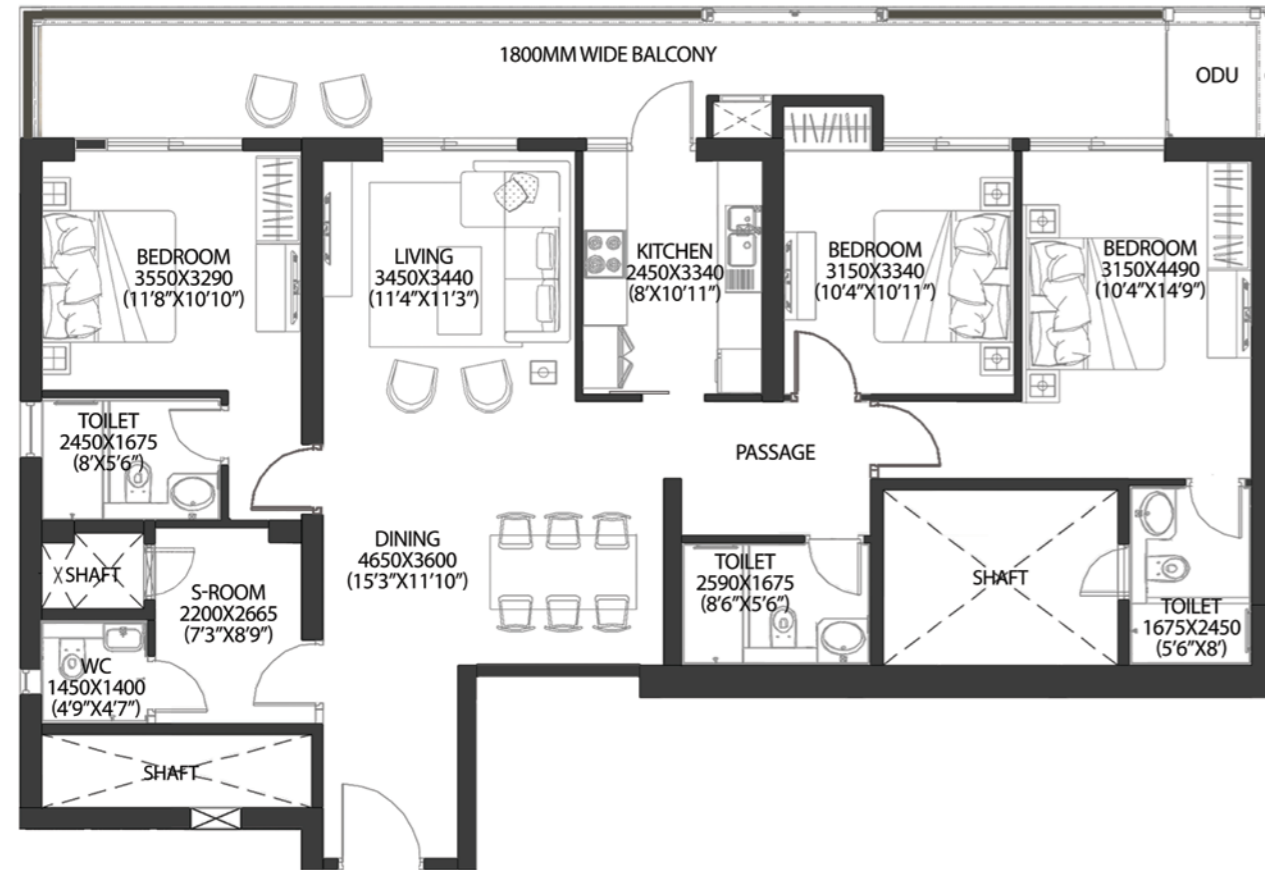 1800MM WIDE BALCONY
ODU
BEDROOM
3550X3290
(11'8"X10'10")
LIVING
3450X3440
(11'4"X11'3")
KITCHEN
2450X3340
(8'X10'11")
BEDROOM
3150X3340
(10'4"X10'11")
BEDROOM
3150X4490
(10'4"X14'9")
TOILET
2450X1675
(8'X5'6")
PASSAGE
DINING
4650X3600
(15'3"X11'10")
SHAFT
S-ROOM
2200X2665
(7'3"X8'9")
TOILET
2590X1675
(8'6"X5'6")
SHAFT
TOILET
1675X2450
(5'6"X8')
WC
1450X1400
(4'9"X4'7")
SHAFT